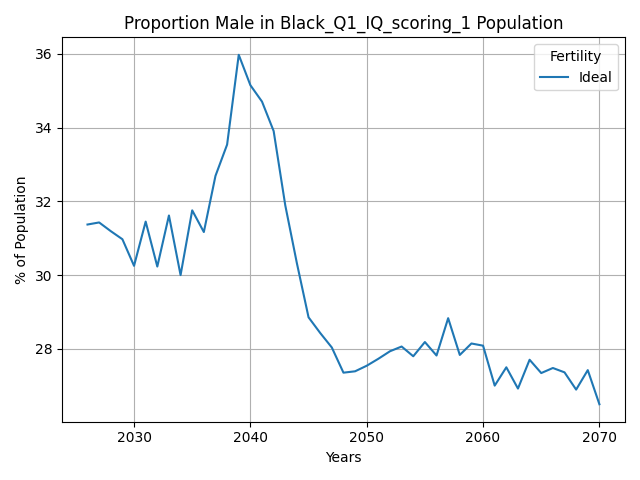 Proportion Male in Black_Q1_IQ_scoring_1 Population
Fertility
Ideal
% of Population
36
34
32
30
28
2030
2040
2050
2060
2070
Years